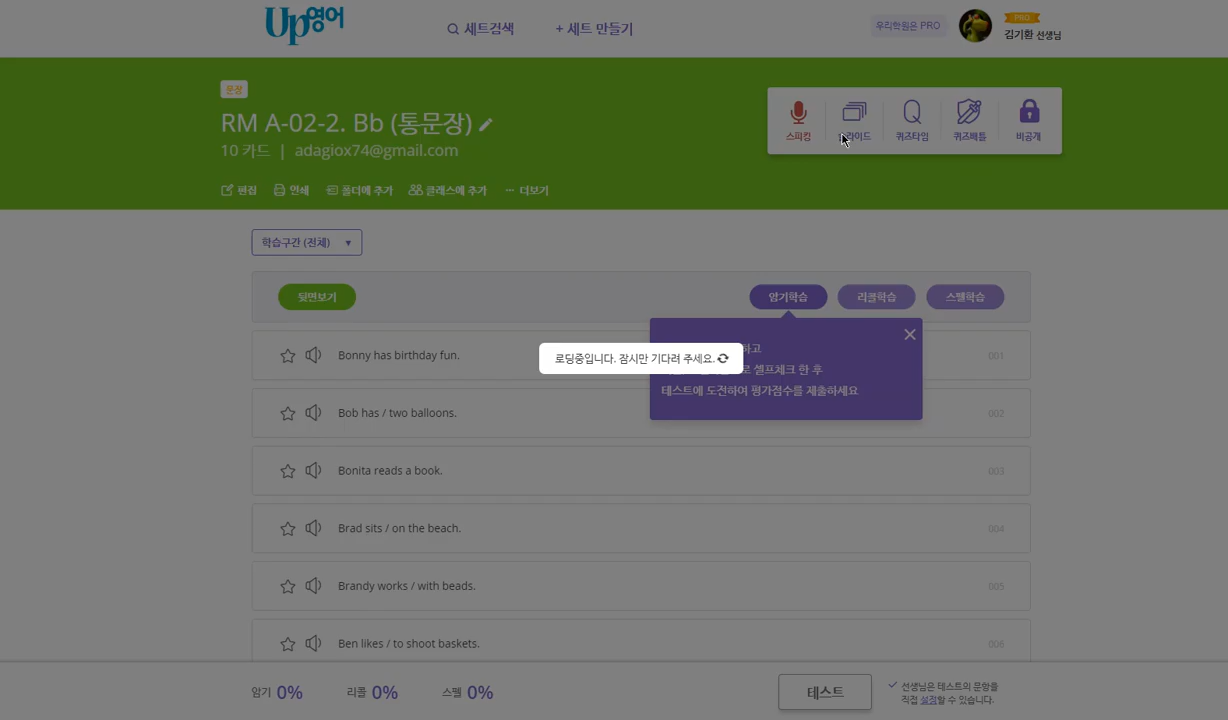 Up영어
세트검색
+ 세트 만들기
우리학원은 PRO
PRO
김기환 선생님
문장
RM A-02-2. Bb (통문장)
10 카드 | adagiox74@gmail.com
스피킹
라이드
퀴즈타임
퀴즈배틀
비공개
편집
인쇄
폴더에 추가
클래스에 추가
··· 더보기
학습구간 (전체) ▼
뒷면보기
암기학습
리콜학습
스펠학습
하고
로 셀프체크 한 후
테스트에 도전하여 평가점수를 제출하세요
로딩중입니다. 잠시만 기다려 주세요.
Bonny has birthday fun.
001
Bob has / two balloons.
002
Bonita reads a book.
003
Brad sits / on the beach.
004
Brandy works / with beads.
005
Ben likes / to shoot baskets.
006
암기 0%
리콜 0%
스펠 0%
테스트
선생님은 테스트의 문항을
직접 설정할 수 있습니다.